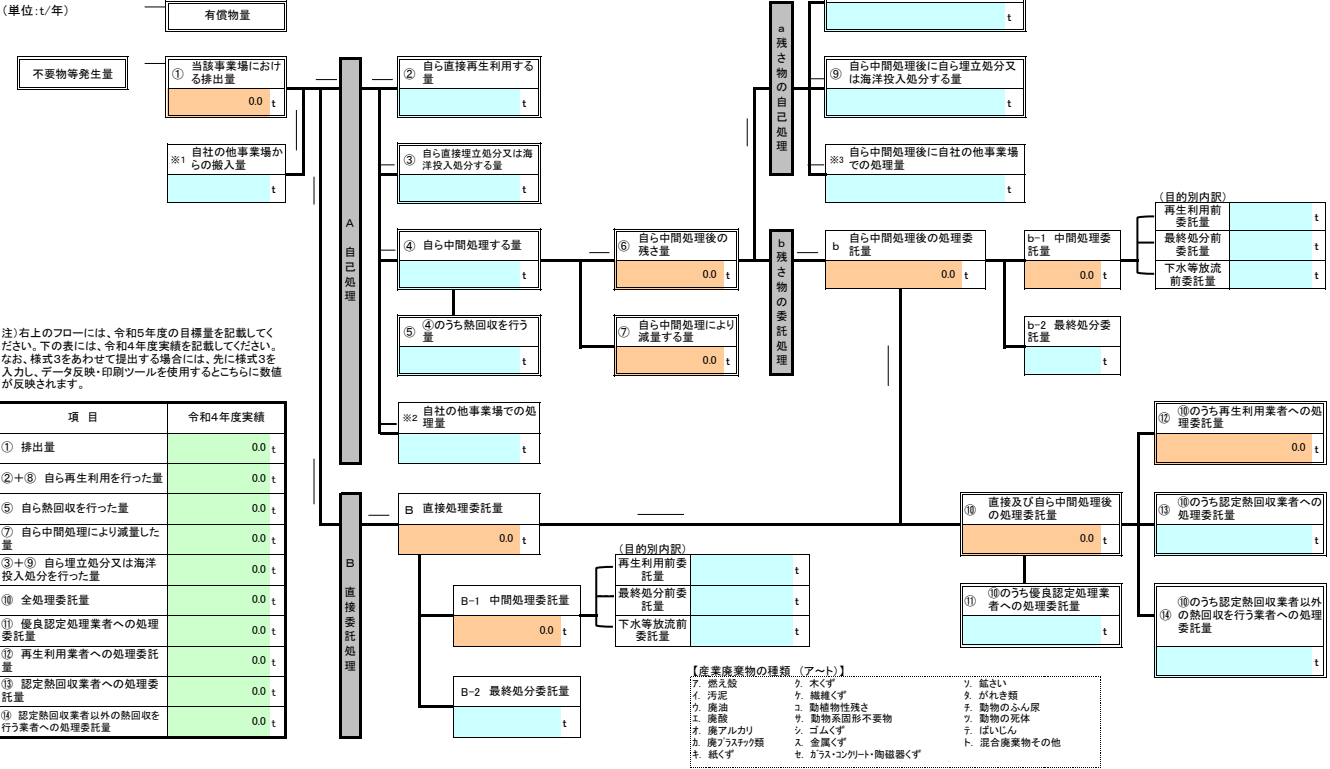 (単位:t/年)
有償物量
t
不要物等発生量
① 当該事業場におけ
る排出量
0.0 t
※1 自社の他事業場か
らの搬入量
t
A
自
己
処
理
② 自ら直接再生利用する
量
t
③ 自ら直接埋立処分又は海
洋投入処分する量
t
④ 自ら中間処理する量
t
⑤ ④のうち熱回収を行う
量
t
※2 自社の他事業場での処
理量
t
⑥ 自ら中間処理後の
残さ量
0.0 t
⑦ 自ら中間処理により
減量する量
0.0 t
a
残
さ
物
の
自
己
処
理
⑨ 自ら中間処理後に自ら埋立処分又
は海洋投入処分する量
t
※3 自ら中間処理後に自社の他事業場
での処理量
t
b
残
さ
物
の
委
託
処
理
b 自ら中間処理後の処理委
託量
0.0 t
b-1 中間処理委
託量
0.0 t
b-2 最終処分委
託量
t
(目的別内訳)
再生利用前
委託量
t
最終処分前
委託量
t
下水等放流
前委託量
t
注)右上のフローには、令和5年度の目標量を記載してく
ださい。下の表には、令和4年度実績を記載してください。
なお、様式3をあわせて提出する場合には、先に様式3を
入力し、データ反映・印刷ツールを使用するとこちらに数値
が反映されます。
項 目 令和4年度実績
① 排出量 0.0 t
②+⑧ 自ら再生利用を行った量 0.0 t
⑤ 自ら熱回収を行った量 0.0 t
⑦ 自ら中間処理により減量した
量 0.0 t
③+⑨ 自ら埋立処分又は海洋
投入処分を行った量 0.0 t
⑩ 全処理委託量 0.0 t
⑪ 優良認定処理業者への処理
委託量 0.0 t
⑫ 再生利用業者への処理委託
量 0.0 t
⑬ 認定熱回収業者への処理委
託量 0.0 t
⑭ 認定熱回収業者以外の熱回収を
行う業者への処理委託量 0.0 t
B
直
接
委
託
処
理
B 直接処理委託量
0.0 t
B-1 中間処理委託量
0.0 t
B-2 最終処分委託量
t
(目的別内訳)
再生利用前委
託量
t
最終処分前委
託量
t
下水等放流前
委託量
t
⑩ 直接及び自ら中間処理後
の処理委託量
0.0 t
⑪ ⑩のうち優良認定処理業
者への処理委託量
t
⑫ ⑩のうち再生利用業者への処
理委託量
0.0 t
⑬ ⑩のうち認定熱回収業者への
処理委託量
t
⑭ ⑩のうち認定熱回収業者以外
の熱回収を行う業者への処理
委託量
t
【産業廃棄物の種類 (ア~ト)】
ア. 燃え殻 ク. 木くず ソ. 鉱さい
イ. 汚泥 ケ. 繊維くず タ. がれき類
ウ. 廃油 コ. 動植物性残さ チ. 動物のふん尿
エ. 廃酸 サ. 動物系固形不要物 ツ. 動物の死体
オ. 廃アルカリ シ. ゴムくず テ. ばいじん
カ. 廃プラスチック類 ス. 金属くず ト. 混合廃棄物その他
キ. 紙くず セ. ガラス・コンクリート・陶磁器くず